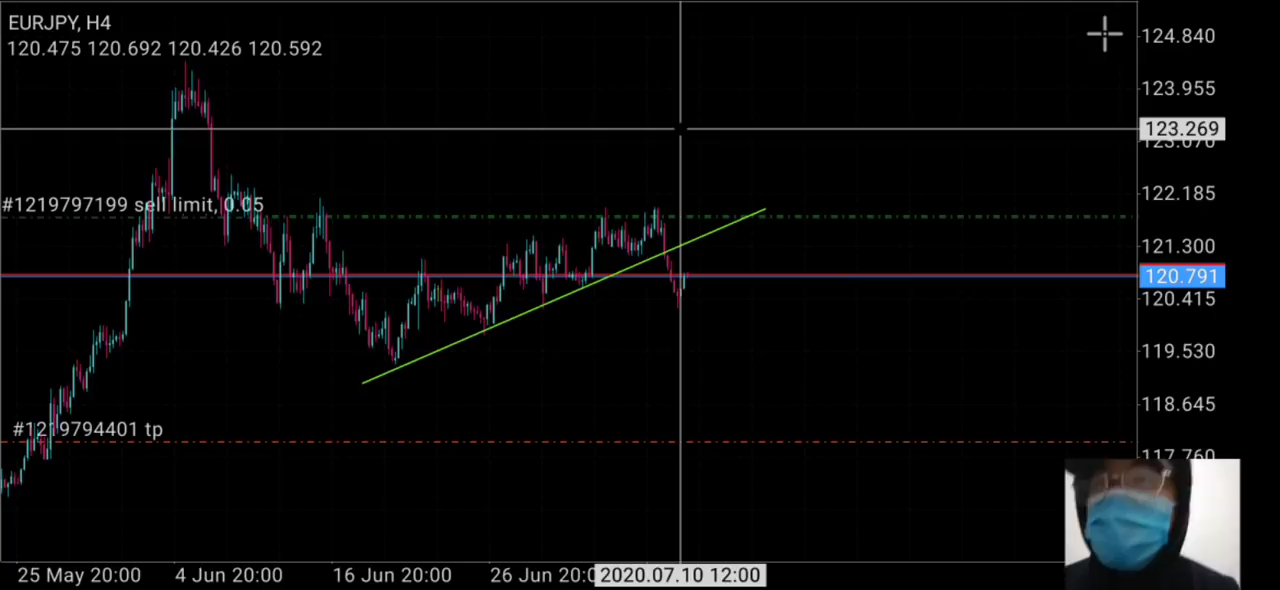 EURJPY, H4
120.475 120.692 120.426 120.592
124.840
123.955
123.269
123.070
122.185
#1219797199 sell limit, 0.05
121.300
120.791
120.415
119.530
118.645
#1219794401 tp
117.760
25 May 20:00 4 Jun 20:00 16 Jun 20:00 26 Jun 20:0 2020.07.10 12:00